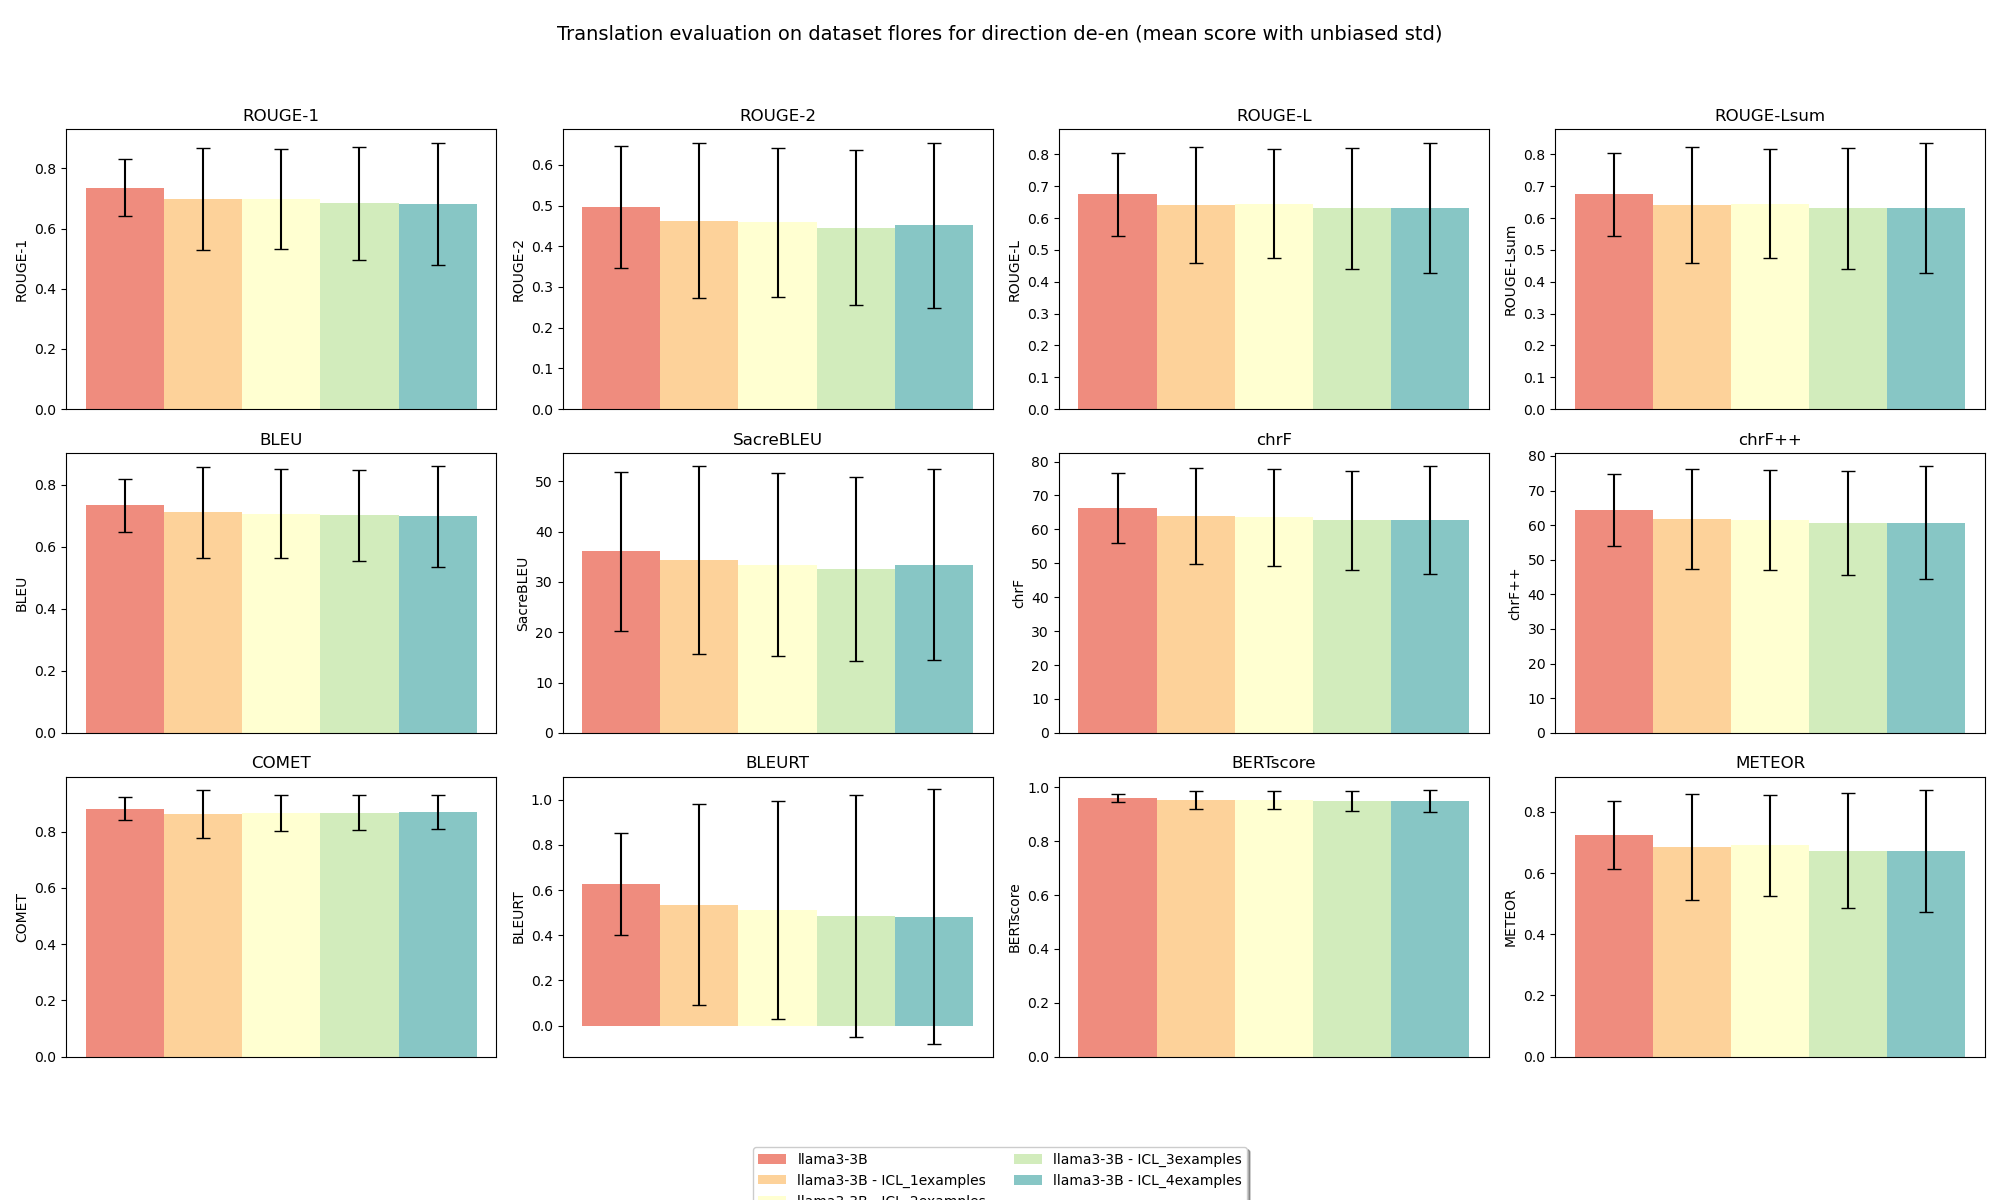 Translation evaluation on dataset flores for direction de-en (mean score with unbiased std)
ROUGE-1
ROUGE-1
0.8
0.6
0.4
0.2
0.0
ROUGE-2
ROUGE-2
0.6
0.5
0.4
0.3
0.2
0.1
0.0
ROUGE-L
ROUGE-L
0.8
0.7
0.6
0.5
0.4
0.3
0.2
0.1
0.0
ROUGE-Lsum
ROUGE-Lsum
0.8
0.7
0.6
0.5
0.4
0.3
0.2
0.1
0.0
BLEU
BLEU
0.8
0.6
0.4
0.2
0.0
SacreBLEU
SacreBLEU
50
40
30
20
10
0
chrF
chrF
80
70
60
50
40
30
20
10
0
chrF++
chrF++
80
70
60
50
40
30
20
10
0
COMET
COMET
0.8
0.6
0.4
0.2
0.0
BLEURT
BLEURT
1.0
0.8
0.6
0.4
0.2
0.0
BERTscore
BERTscore
1.0
0.8
0.6
0.4
0.2
0.0
METEOR
METEOR
0.8
0.6
0.4
0.2
0.0
llama3-3B
llama3-3B - ICL_1examples
llama3-3B - ICL_2examples
llama3-3B - ICL_3examples
llama3-3B - ICL_4examples